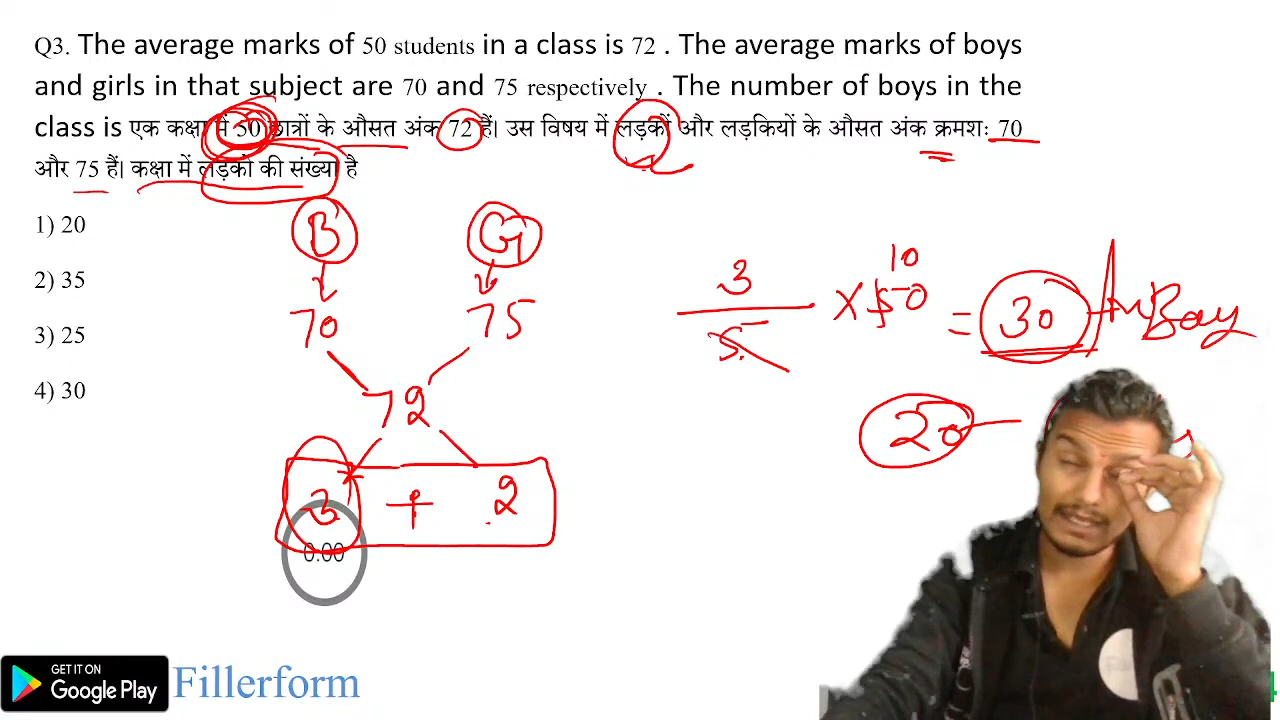 Q3. The average marks of 50 students in a class is 72 . The average marks of boys
and girls in that subject are 70 and 75 respectively . The number of boys in the
class is एक कक्षा में 50 छात्रों के औसत अंक 72 हैं। उस विषय में लड़कों और लड़कियों के औसत अंक क्रमशः 70
और 75 हैं। कक्षा में लड़कों की संख्या है
1) 20
2) 35
3) 25
4) 30
B G
70 75
72
3 + 2
0.00
3
5
× 50
10
= 30 Boy
20
GET IT ON
Google Play
Fillerform